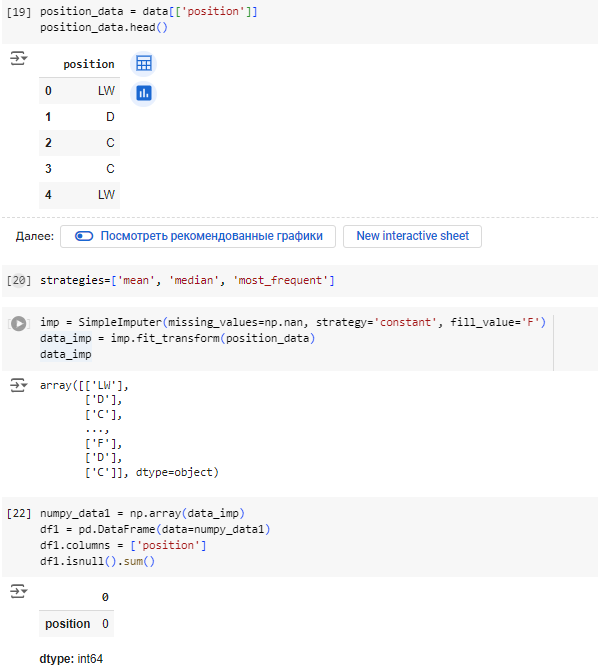 [19] position_data = data[['position']]
position_data.head()
position
0 LW
1 D
2 C
3 C
4 LW
Далее: Посмотреть рекомендованные графики New interactive sheet
[20] strategies=['mean', 'median', 'most_frequent']
imp = SimpleImputer(missing_values=np.nan, strategy='constant', fill_value='F')
data_imp = imp.fit_transform(position_data)
data_imp
array([['LW'],
['D'],
['C'],
...,
['F'],
['D'],
['C']], dtype=object)
[22] numpy_data1 = np.array(data_imp)
df1 = pd.DataFrame(data=numpy_data1)
df1.columns = ['position']
df1.isnull().sum()
0
position 0
dtype: int64